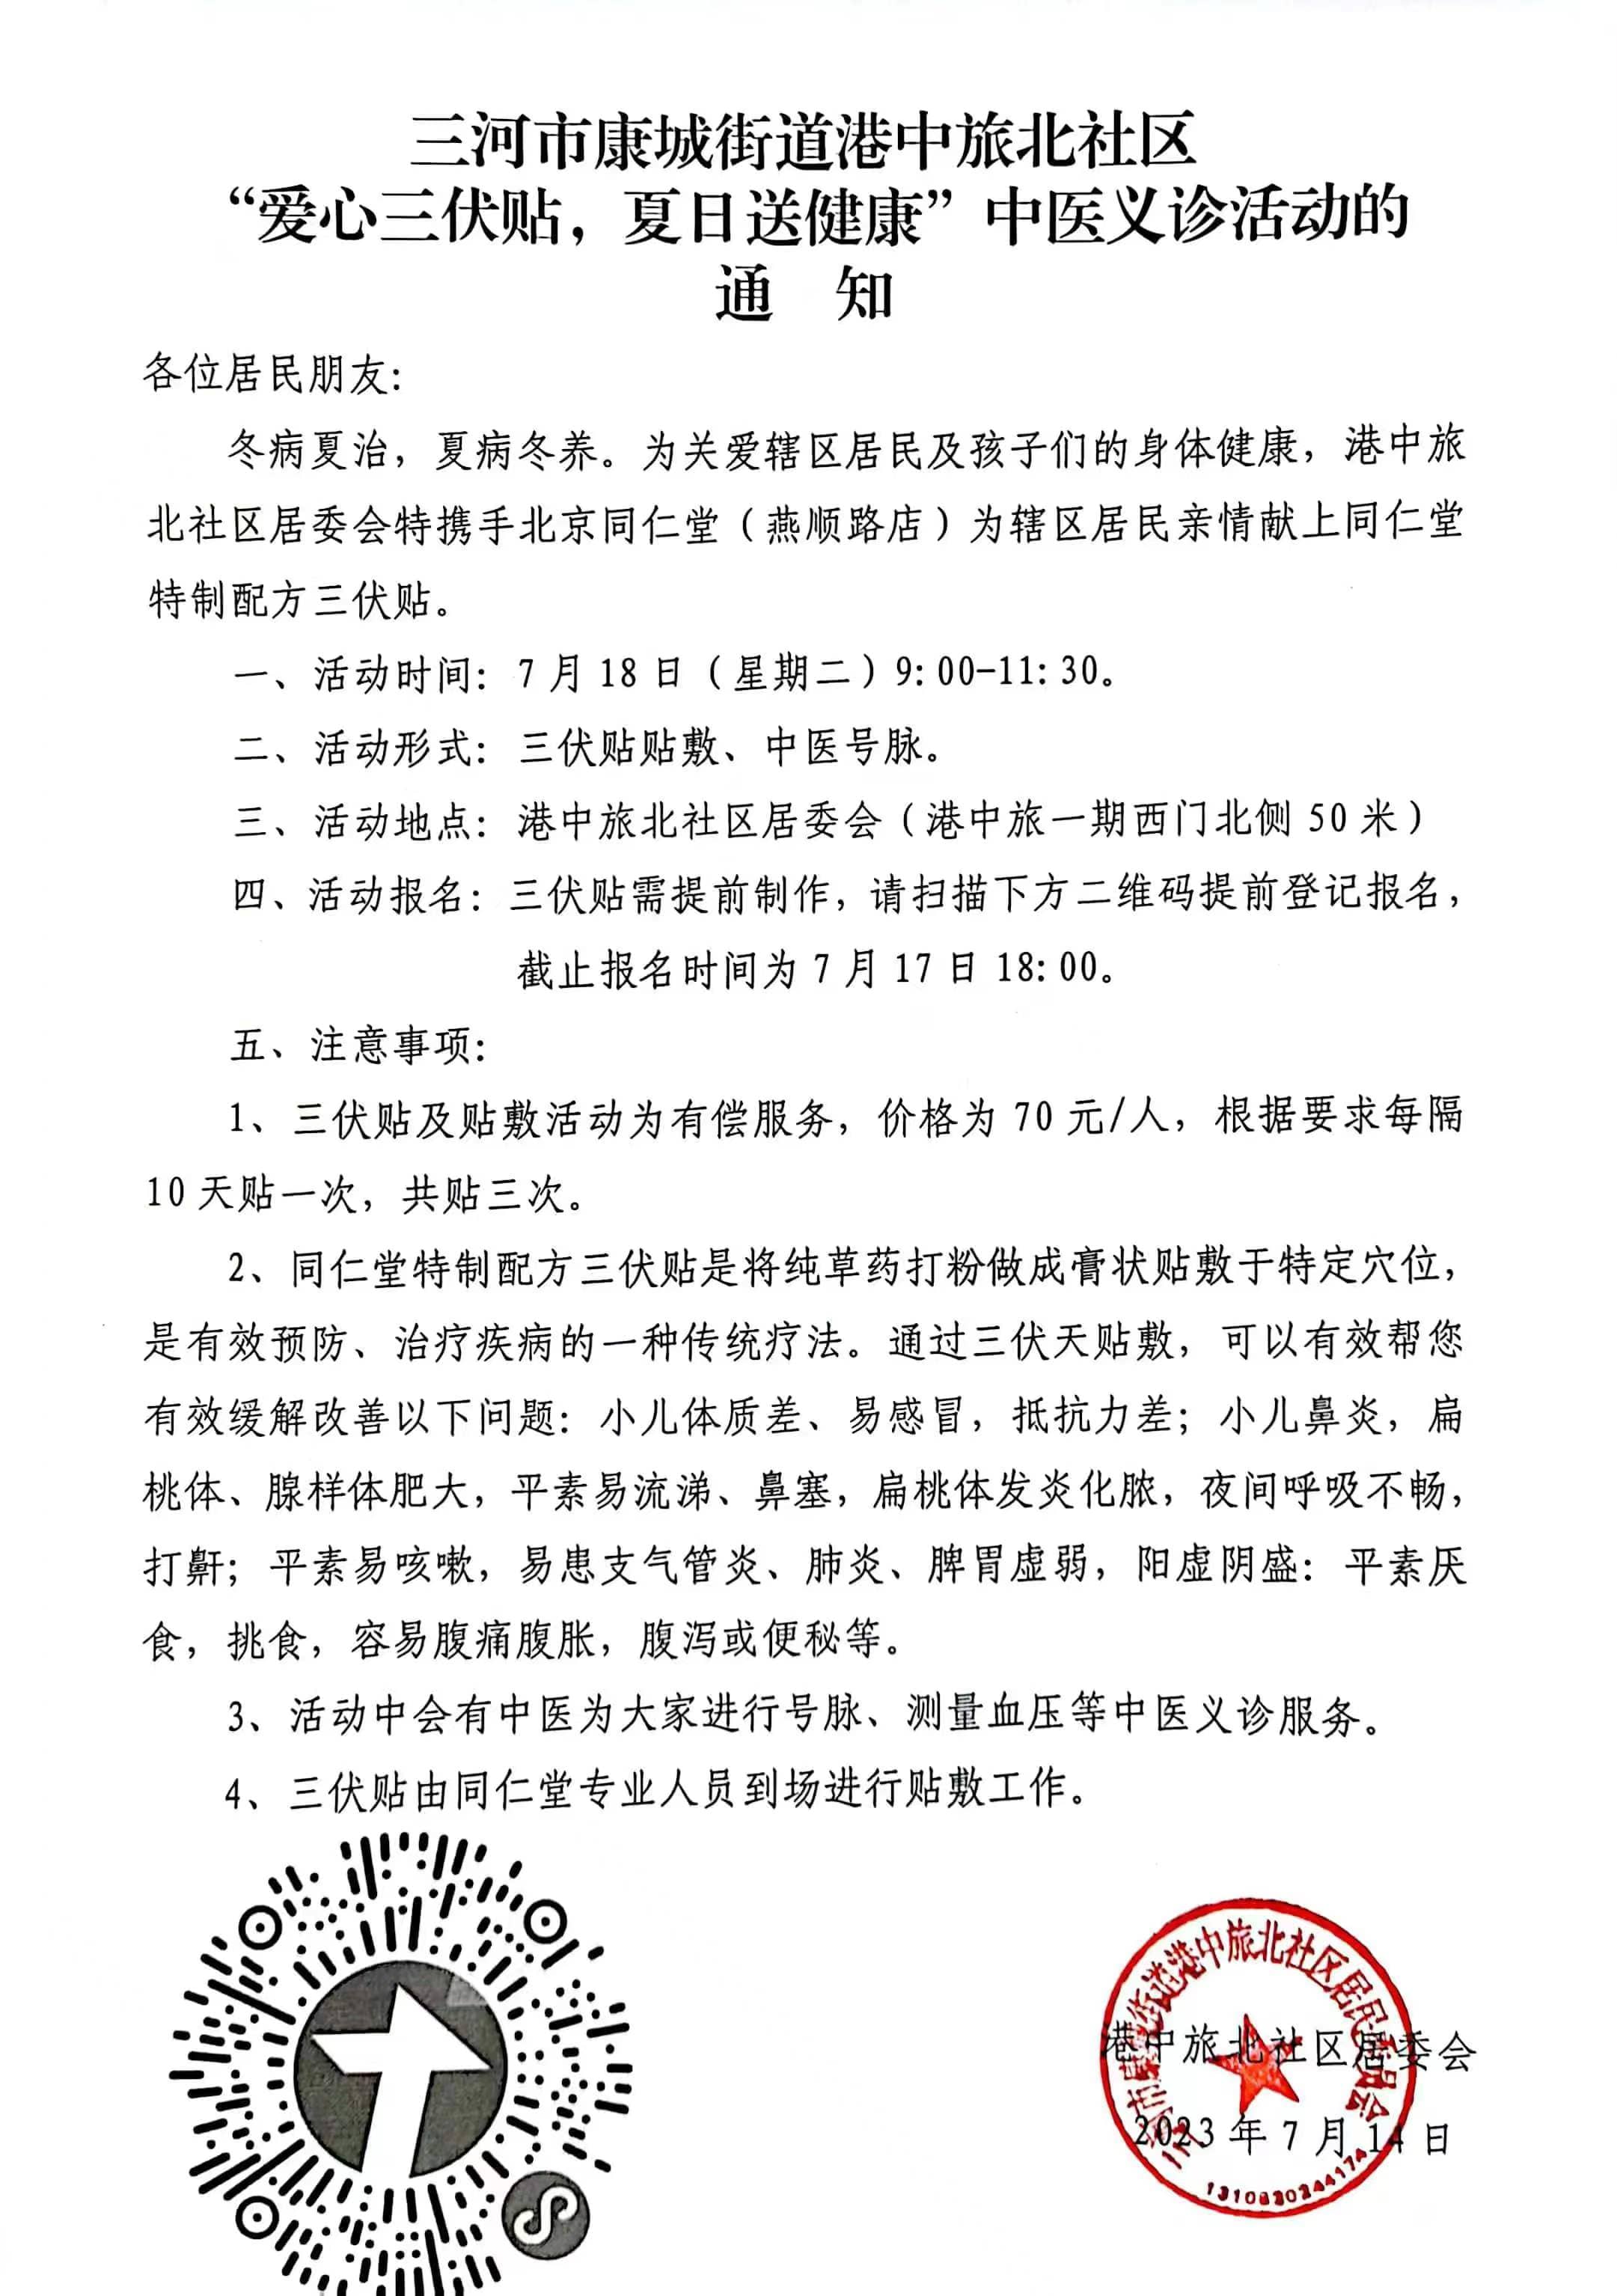 三河市康城街道港中旅北社区
“爱心三伏贴，夏日送健康”中医义诊活动的
通 知
各位居民朋友：
冬病夏治，夏病冬养。为关爱辖区居民及孩子们的身体健康，港中旅
北社区居委会特携手北京同仁堂（燕顺路店）为辖区居民亲情献上同仁堂
特制配方三伏贴。
一、活动时间：7月18日（星期二）9:00-11:30。
二、活动形式：三伏贴贴敷、中医号脉。
三、活动地点：港中旅北社区居委会（港中旅一期西门北侧50米）
四、活动报名：三伏贴需提前制作，请扫描下方二维码提前登记报名，
截止报名时间为7月17日18:00。
五、注意事项：
1、三伏贴及贴敷活动为有偿服务，价格为70元/人，根据要求每隔
10天贴一次，共贴三次。
2、同仁堂特制配方三伏贴是将纯草药打粉做成膏状贴敷于特定穴位，
是有效预防、治疗疾病的一种传统疗法。通过三伏天贴敷，可以有效帮您
有效缓解改善以下问题：小儿体质差、易感冒，抵抗力差；小儿鼻炎，扁
桃体、腺样体肥大，平素易流涕、鼻塞，扁桃体发炎化脓，夜间呼吸不畅，
打鼾；平素易咳嗽，易患支气管炎、肺炎、脾胃虚弱，阳虚阴盛：平素厌
食，挑食，容易腹痛腹胀，腹泻或便秘等。
3、活动中会有中医为大家进行号脉、测量血压等中医义诊服务。
4、三伏贴由同仁堂专业人员到场进行贴敷工作。
三河市康城街道港中旅北社区居民委员会
港中旅北社区居委会
2023年7月14日
1310820244174